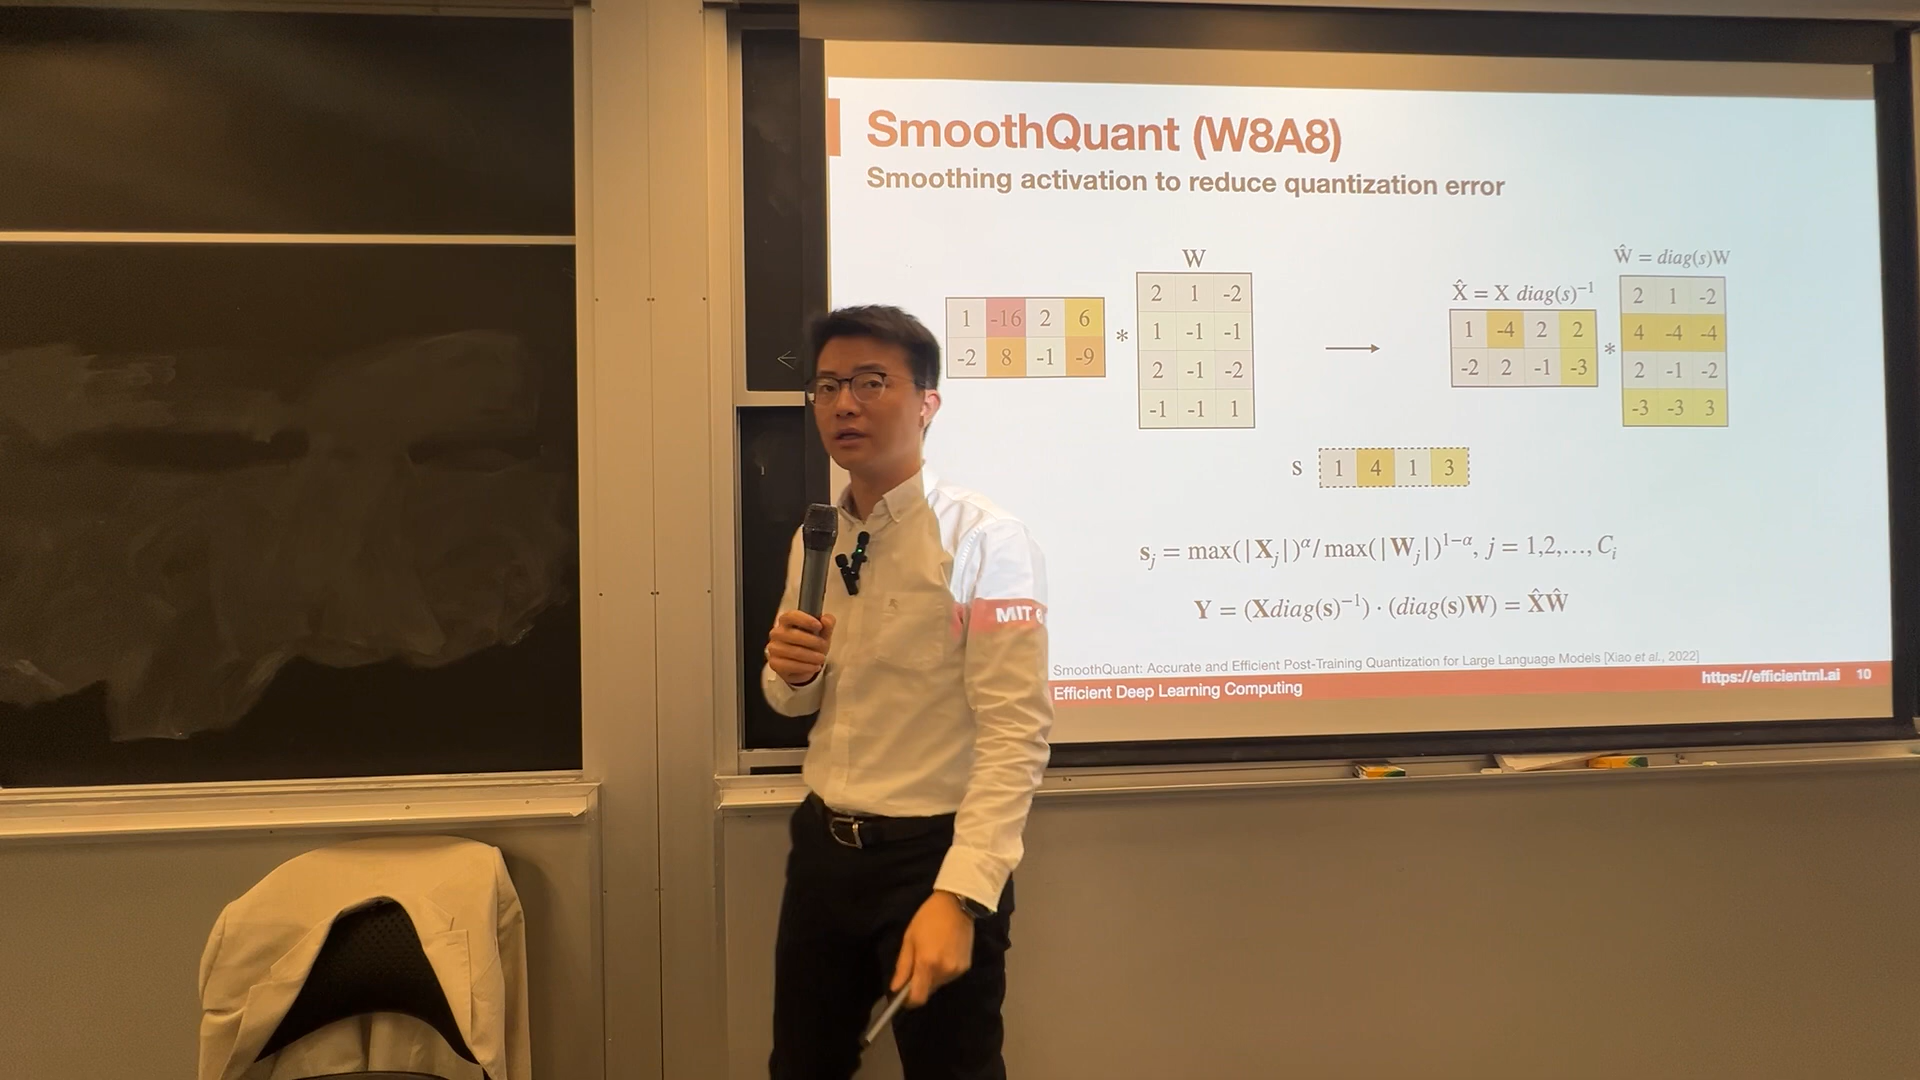 SmoothQuant (W8A8)
Smoothing activation to reduce quantization error
W
2 1 -2
1 -1 -1
2 -1 -2
-1 -1 1
1 -16 2 6
-2 8 -1 -9
*
X̂ = X diag(s)⁻¹
1 -4 2 2
-2 2 -1 -3
*
Ŵ = diag(s)W
2 1 -2
4 -4 -4
2 -1 -2
-3 -3 3
s 1 4 1 3
sⱼ = max(|Xⱼ|)^α/max(|Wⱼ|)^1−α, j = 1,2,…, Cᵢ
Y = (Xdiag(s)⁻¹) · (diag(s)W) = X̂Ŵ
SmoothQuant: Accurate and Efficient Post-Training Quantization for Large Language Models [Xiao et al., 2022]
MIT
Efficient Deep Learning Computing
https://efficientml.ai 10